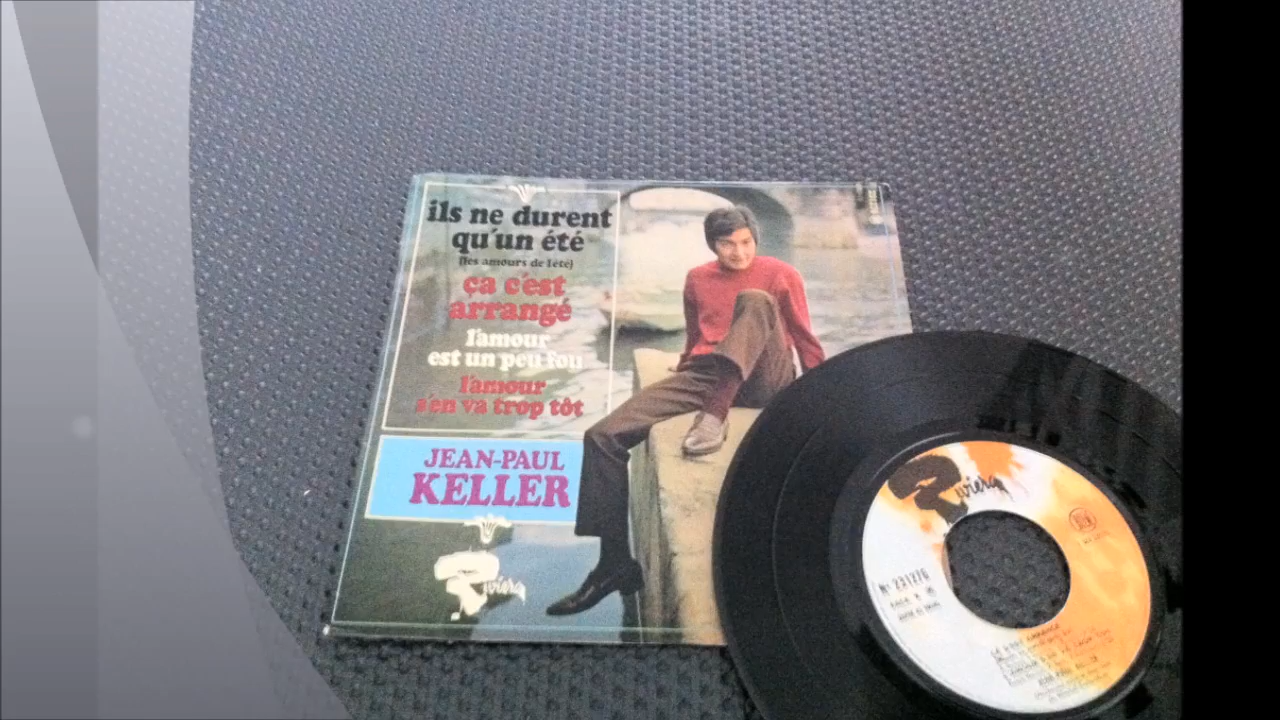 ils ne durent
qu'un été
(les amours de l'été)
ça c'est
arrangé
l'amour
est un peu fou
l'amour
s'en va trop tôt
JEAN-PAUL
KELLER
Riviera
Riviera
N° 231276